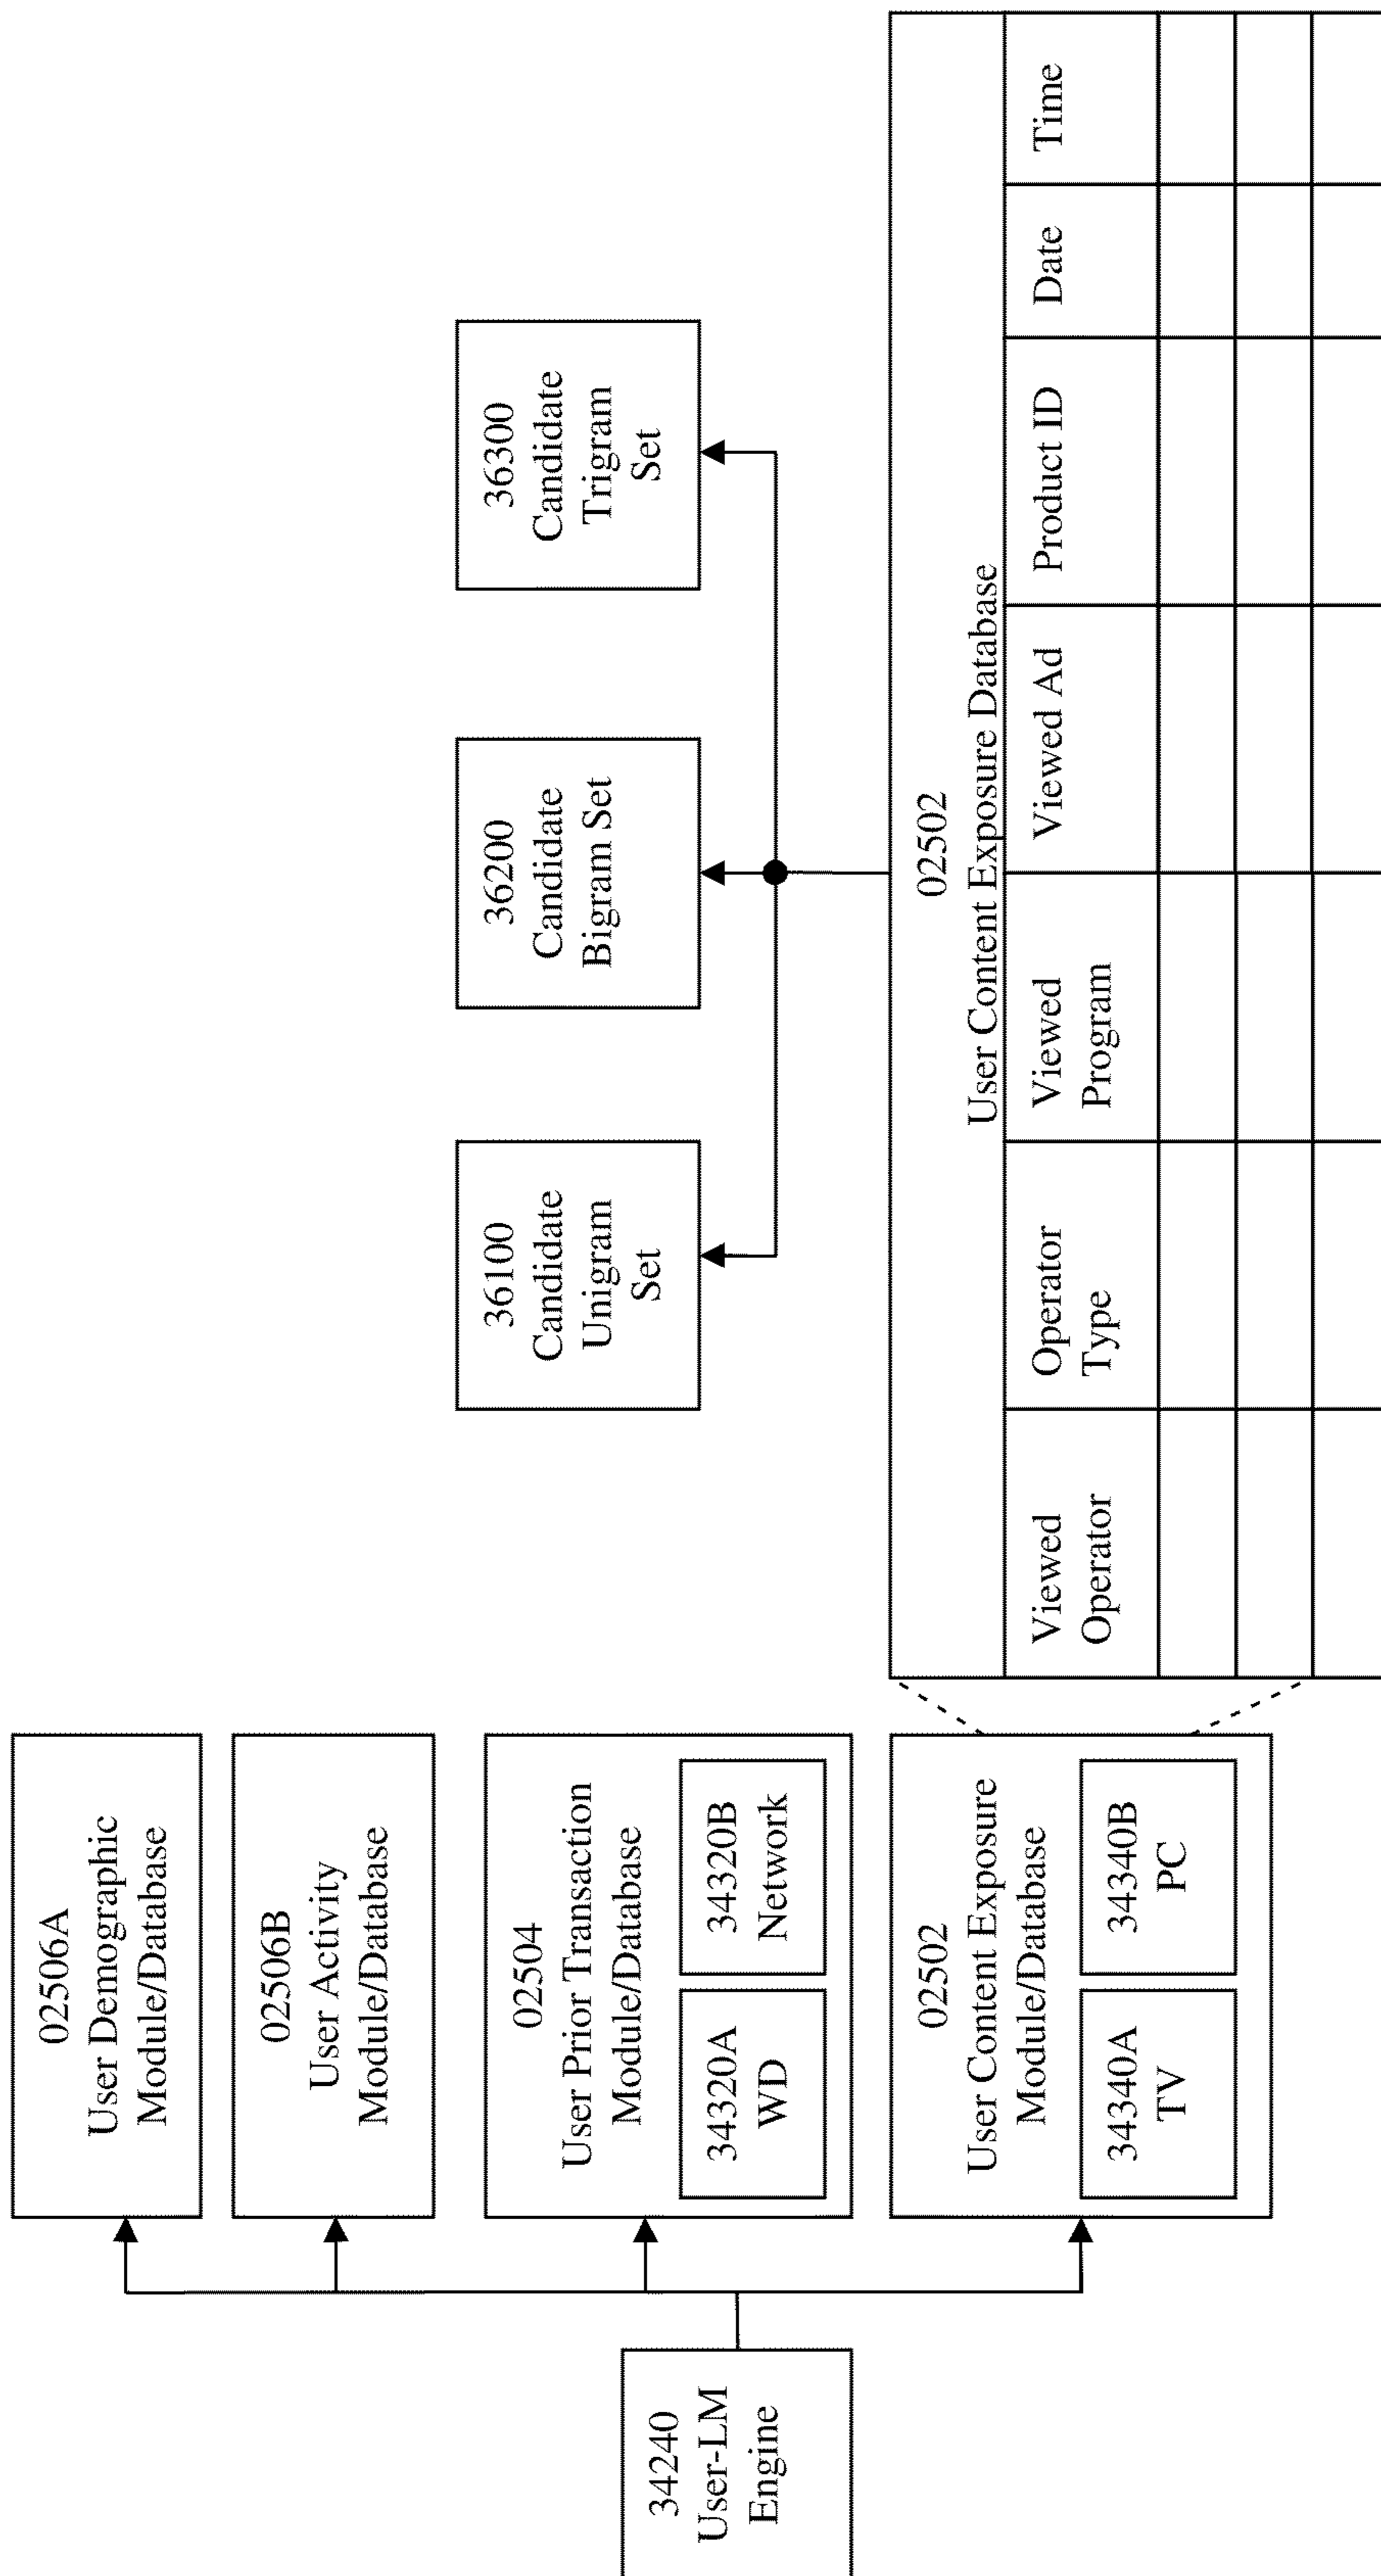 34240
User-LM
Engine
02506A
User Demographic
Module/Database
02506B
User Activity
Module/Database
02504
User Prior Transaction
Module/Database
34320A
WD
34320B
Network
02502
User Content Exposure
Module/Database
34340A
TV
34340B
PC
36100
Candidate
Unigram
Set
36200
Candidate
Bigram Set
36300
Candidate
Trigram
Set
02502
User Content Exposure Database
Viewed
Operator
Operator
Type
Viewed
Program
Viewed Ad
Product ID
Date
Time